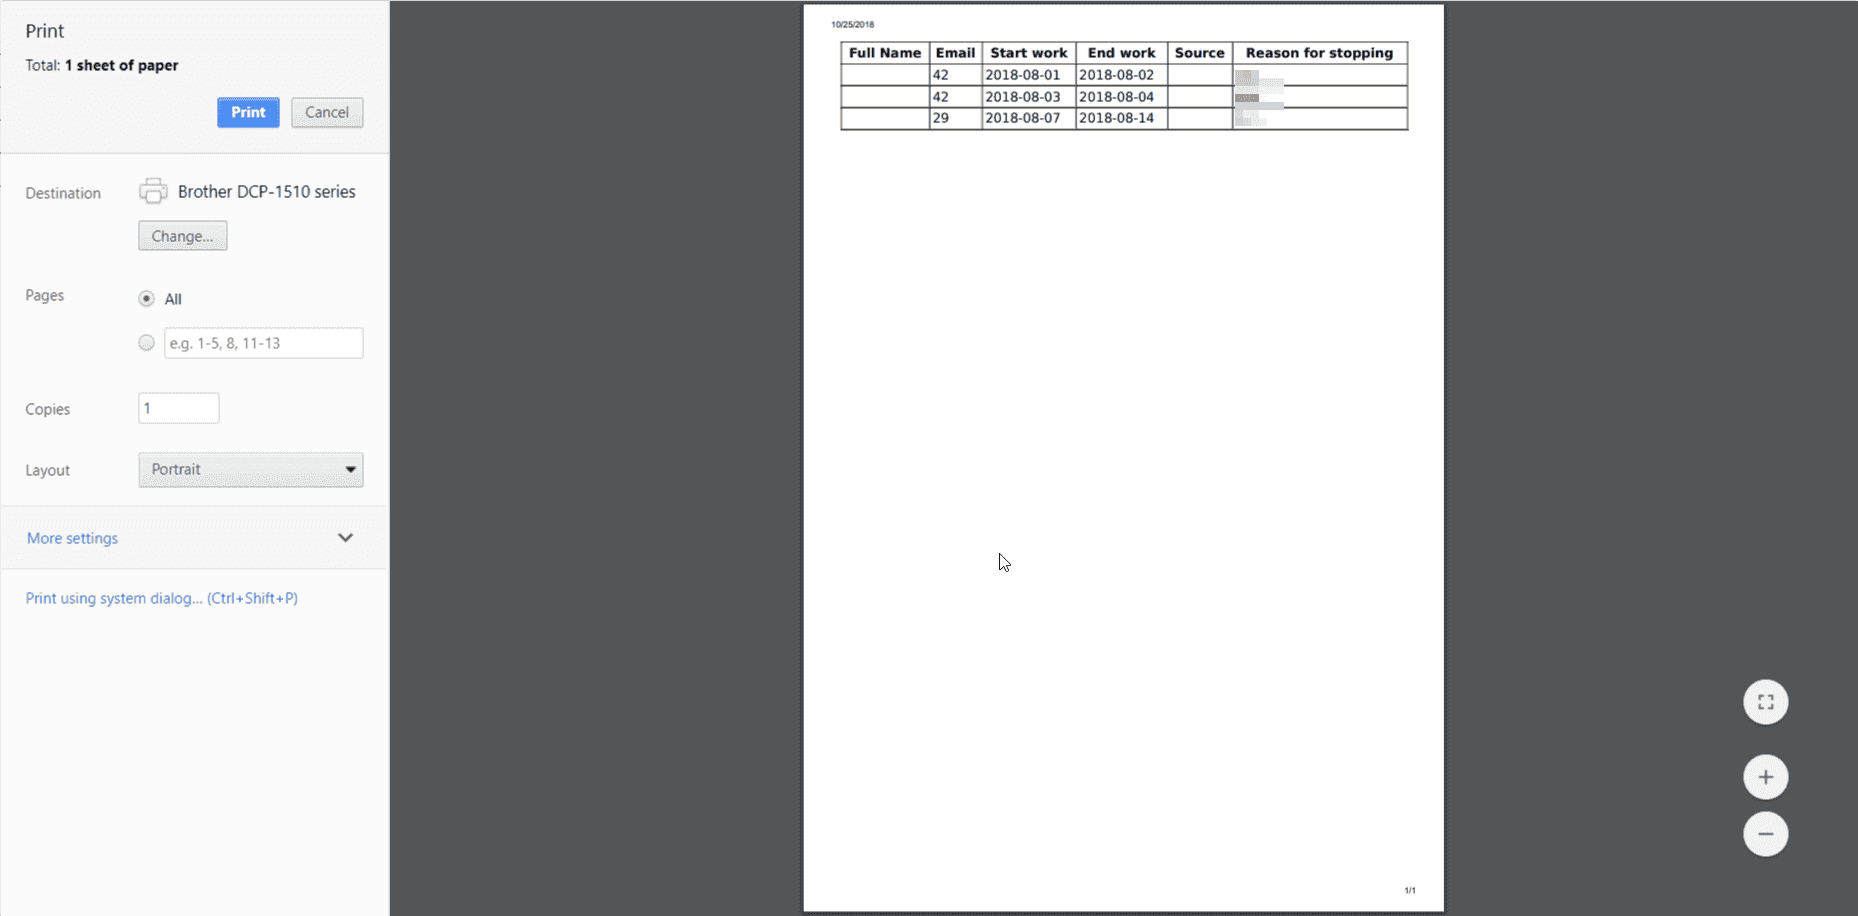 Print
Total: 1 sheet of paper
Print Cancel
Destination Brother DCP-1510 series
Change...
Pages All
e.g. 1-5, 8, 11-13
Copies 1
Layout Portrait
More settings
Print using system dialog... (Ctrl+Shift+P)
10/25/2018
Full Name Email Start work End work Source Reason for stopping
42 2018-08-01 2018-08-02
42 2018-08-03 2018-08-04
29 2018-08-07 2018-08-14
1/1